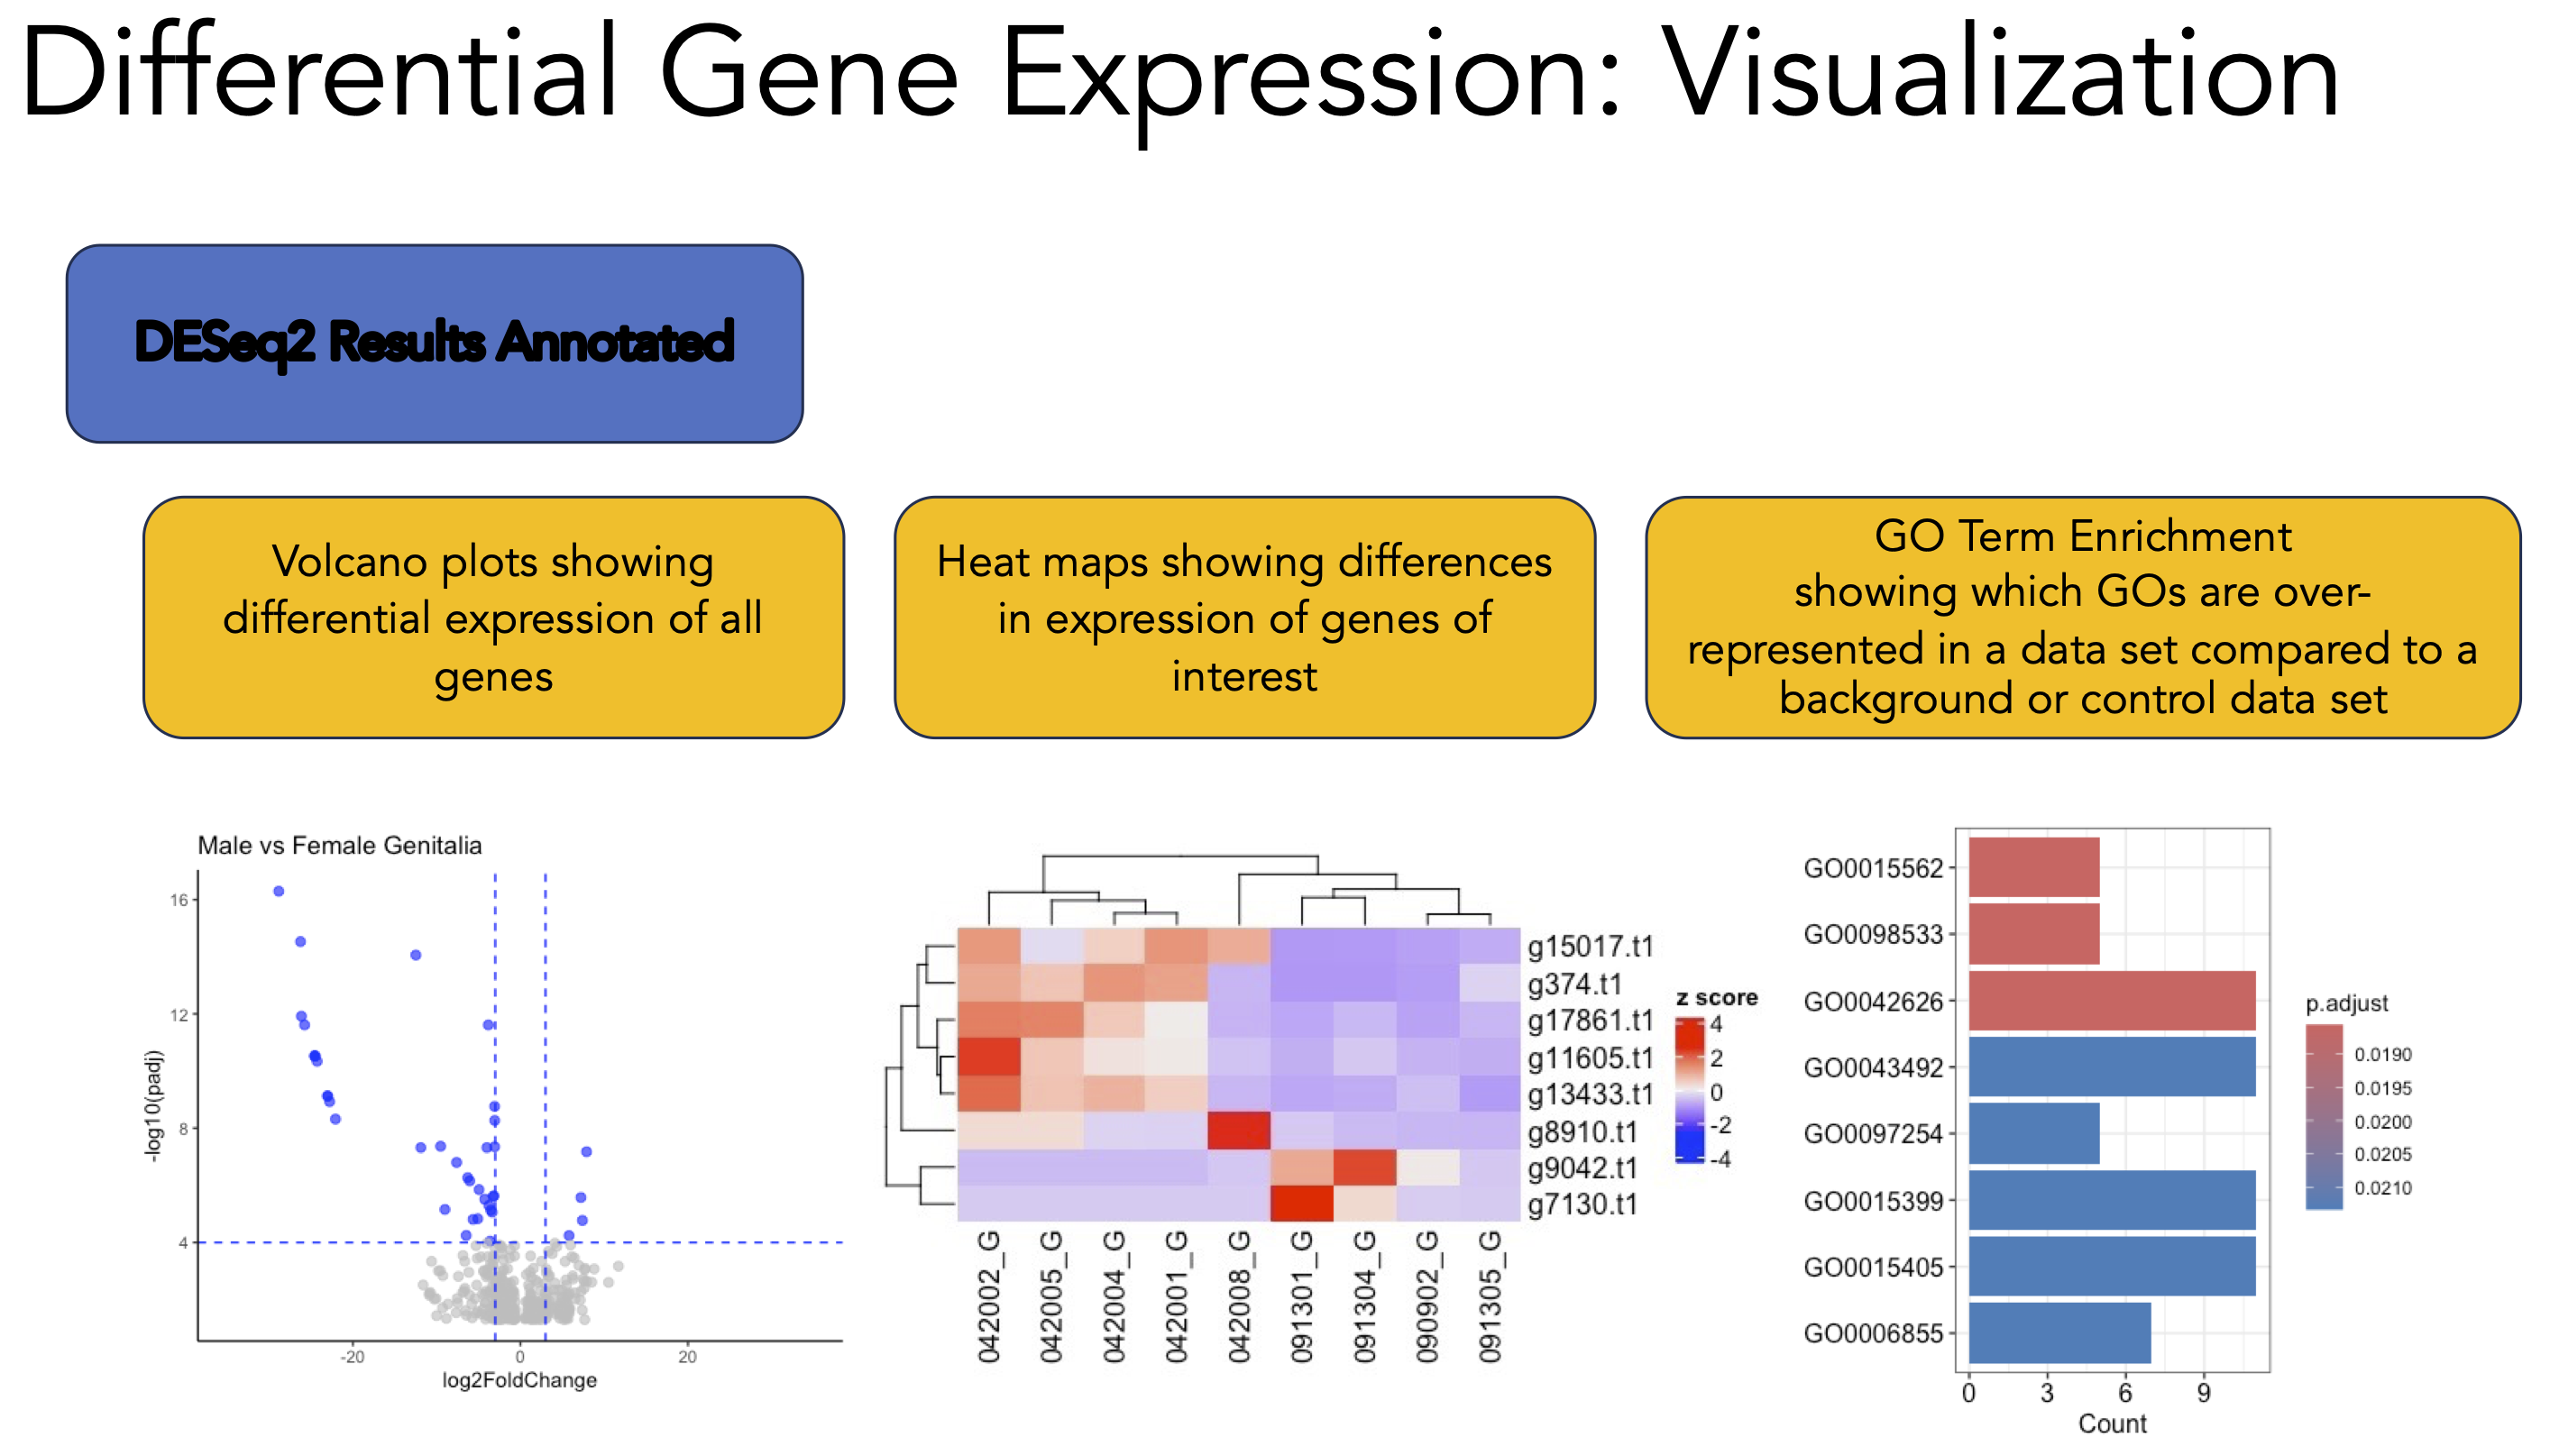 Differential Gene Expression: Visualization
DESeq2 Results Annotated
Volcano plots showing
differential expression of all
genes
Heat maps showing differences
in expression of genes of
interest
GO Term Enrichment
showing which GOs are over-
represented in a data set compared to a
background or control data set
Male vs Female Genitalia
16
12
8
4
-log10(padj)
-20
0
20
log2FoldChange
g15017.t1
g374.t1
g17861.t1
g11605.t1
g13433.t1
g8910.t1
g9042.t1
g7130.t1
042002_G
042005_G
042004_G
042001_G
042008_G
091301_G
091304_G
090902_G
091305_G
z score
4
2
0
-2
-4
GO0015562
GO0098533
GO0042626
GO0043492
GO0097254
GO0015399
GO0015405
GO0006855
0
3
6
9
Count
p.adjust
0.0190
0.0195
0.0200
0.0205
0.0210